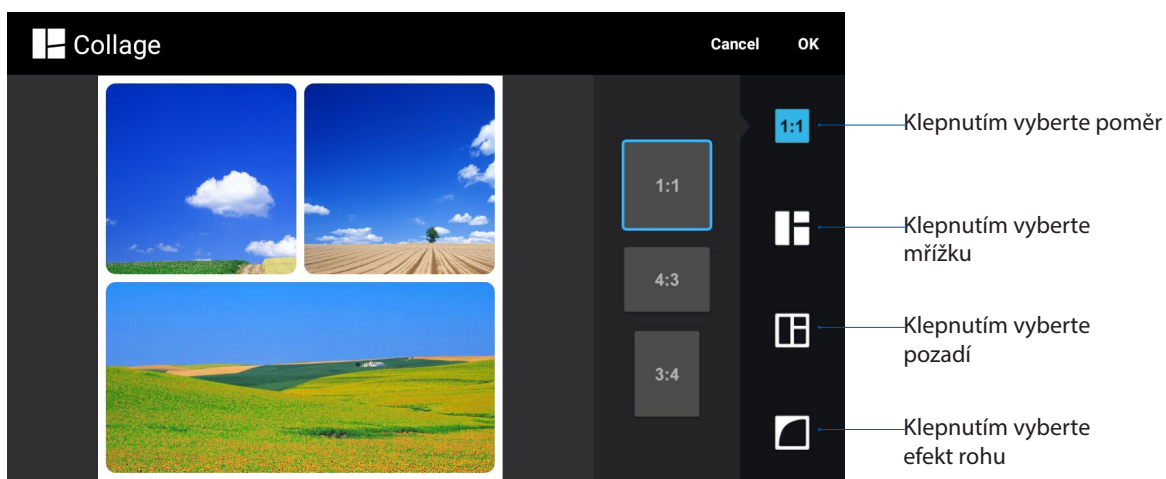 Collage
Cancel OK
1:1
4:3
3:4
1:1
Klepnutím vyberte poměr
Klepnutím vyberte
mřížku
Klepnutím vyberte
pozadí
Klepnutím vyberte
efekt rohu